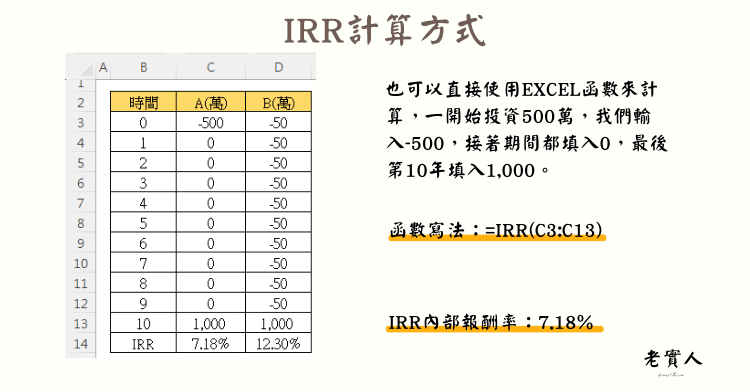 IRR計算方式
A B C D
1
2 時間 A(萬) B(萬)
3 0 -500 -50
4 1 0 -50
5 2 0 -50
6 3 0 -50
7 4 0 -50
8 5 0 -50
9 6 0 -50
10 7 0 -50
11 8 0 -50
12 9 0 -50
13 10 1,000 1,000
14 IRR 7.18% 12.30%
也可以直接使用EXCEL函數來計
算，一開始投資500萬，我們輸
入-500，接著期間都填入0，最後
第10年填入1,000。
函數寫法：=IRR(C3:C13)
IRR內部報酬率：7.18%
老實人